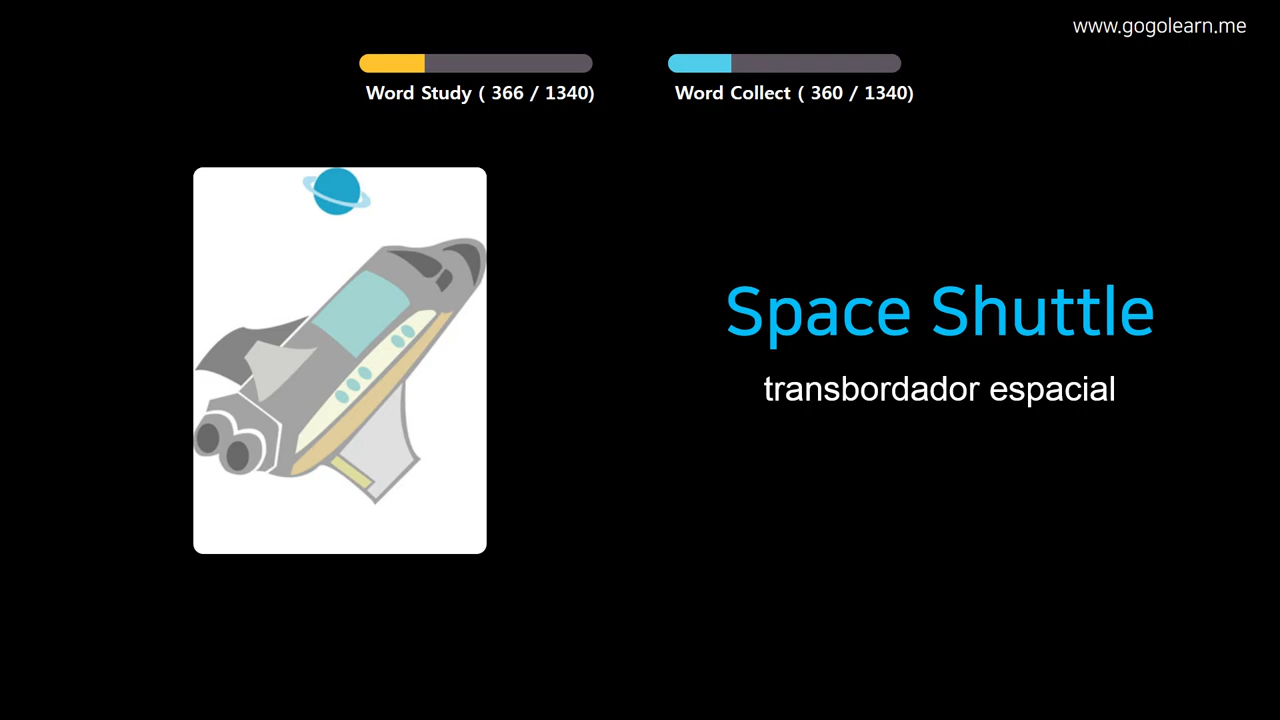 www.gogolearn.me
Word Study ( 366 / 1340)
Word Collect ( 360 / 1340)
Space Shuttle
transbordador espacial